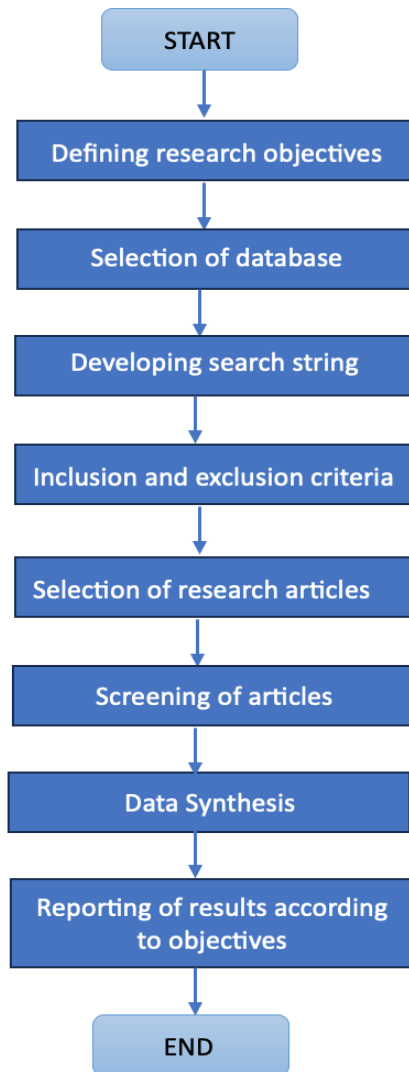 START
Defining research objectives
Selection of database
Developing search string
Inclusion and exclusion criteria
Selection of research articles
Screening of articles
Data Synthesis
Reporting of results according
to objectives
END